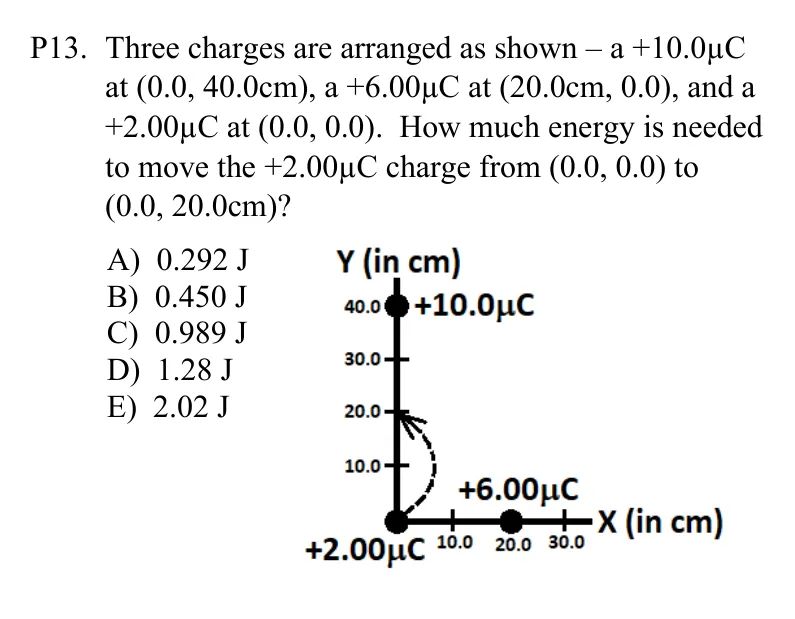 P13. Three charges are arranged as shown – a +10.0μC
at (0.0, 40.0cm), a +6.00μC at (20.0cm, 0.0), and a
+2.00μC at (0.0, 0.0). How much energy is needed
to move the +2.00μC charge from (0.0, 0.0) to
(0.0, 20.0cm)?
A) 0.292 J
B) 0.450 J
C) 0.989 J
D) 1.28 J
E) 2.02 J
Y (in cm)
40.0 +10.0μC
30.0
20.0
10.0
+6.00μC
X (in cm)
+2.00μC 10.0 20.0 30.0